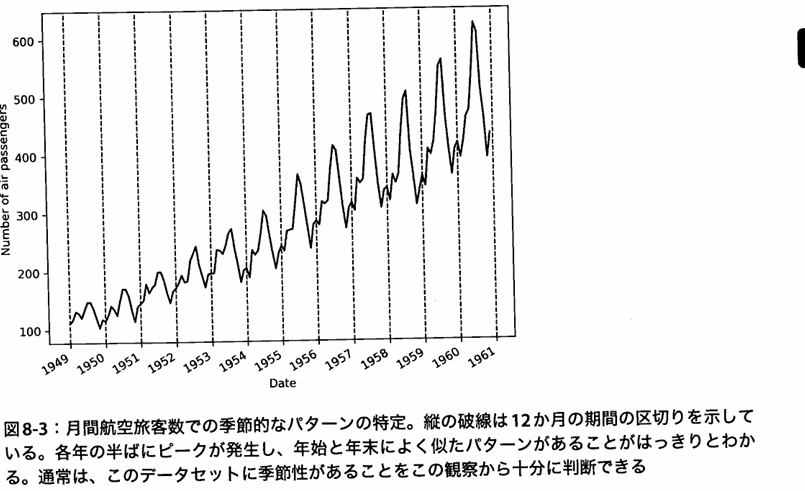 600
500
400
300
200
100
Number of air passengers
1949 1950 1951 1952 1953 1954 1955 1956 1957 1958 1959 1960 1961
Date
図8-3：月間航空旅客数での季節的なパターンの特定。縦の破線は12か月の期間の区切りを示して
いる。各年の半ばにピークが発生し、年始と年末によく似たパターンがあることがはっきりとわか
る。通常は、このデータセットに季節性があることをこの観察から十分に判断できる